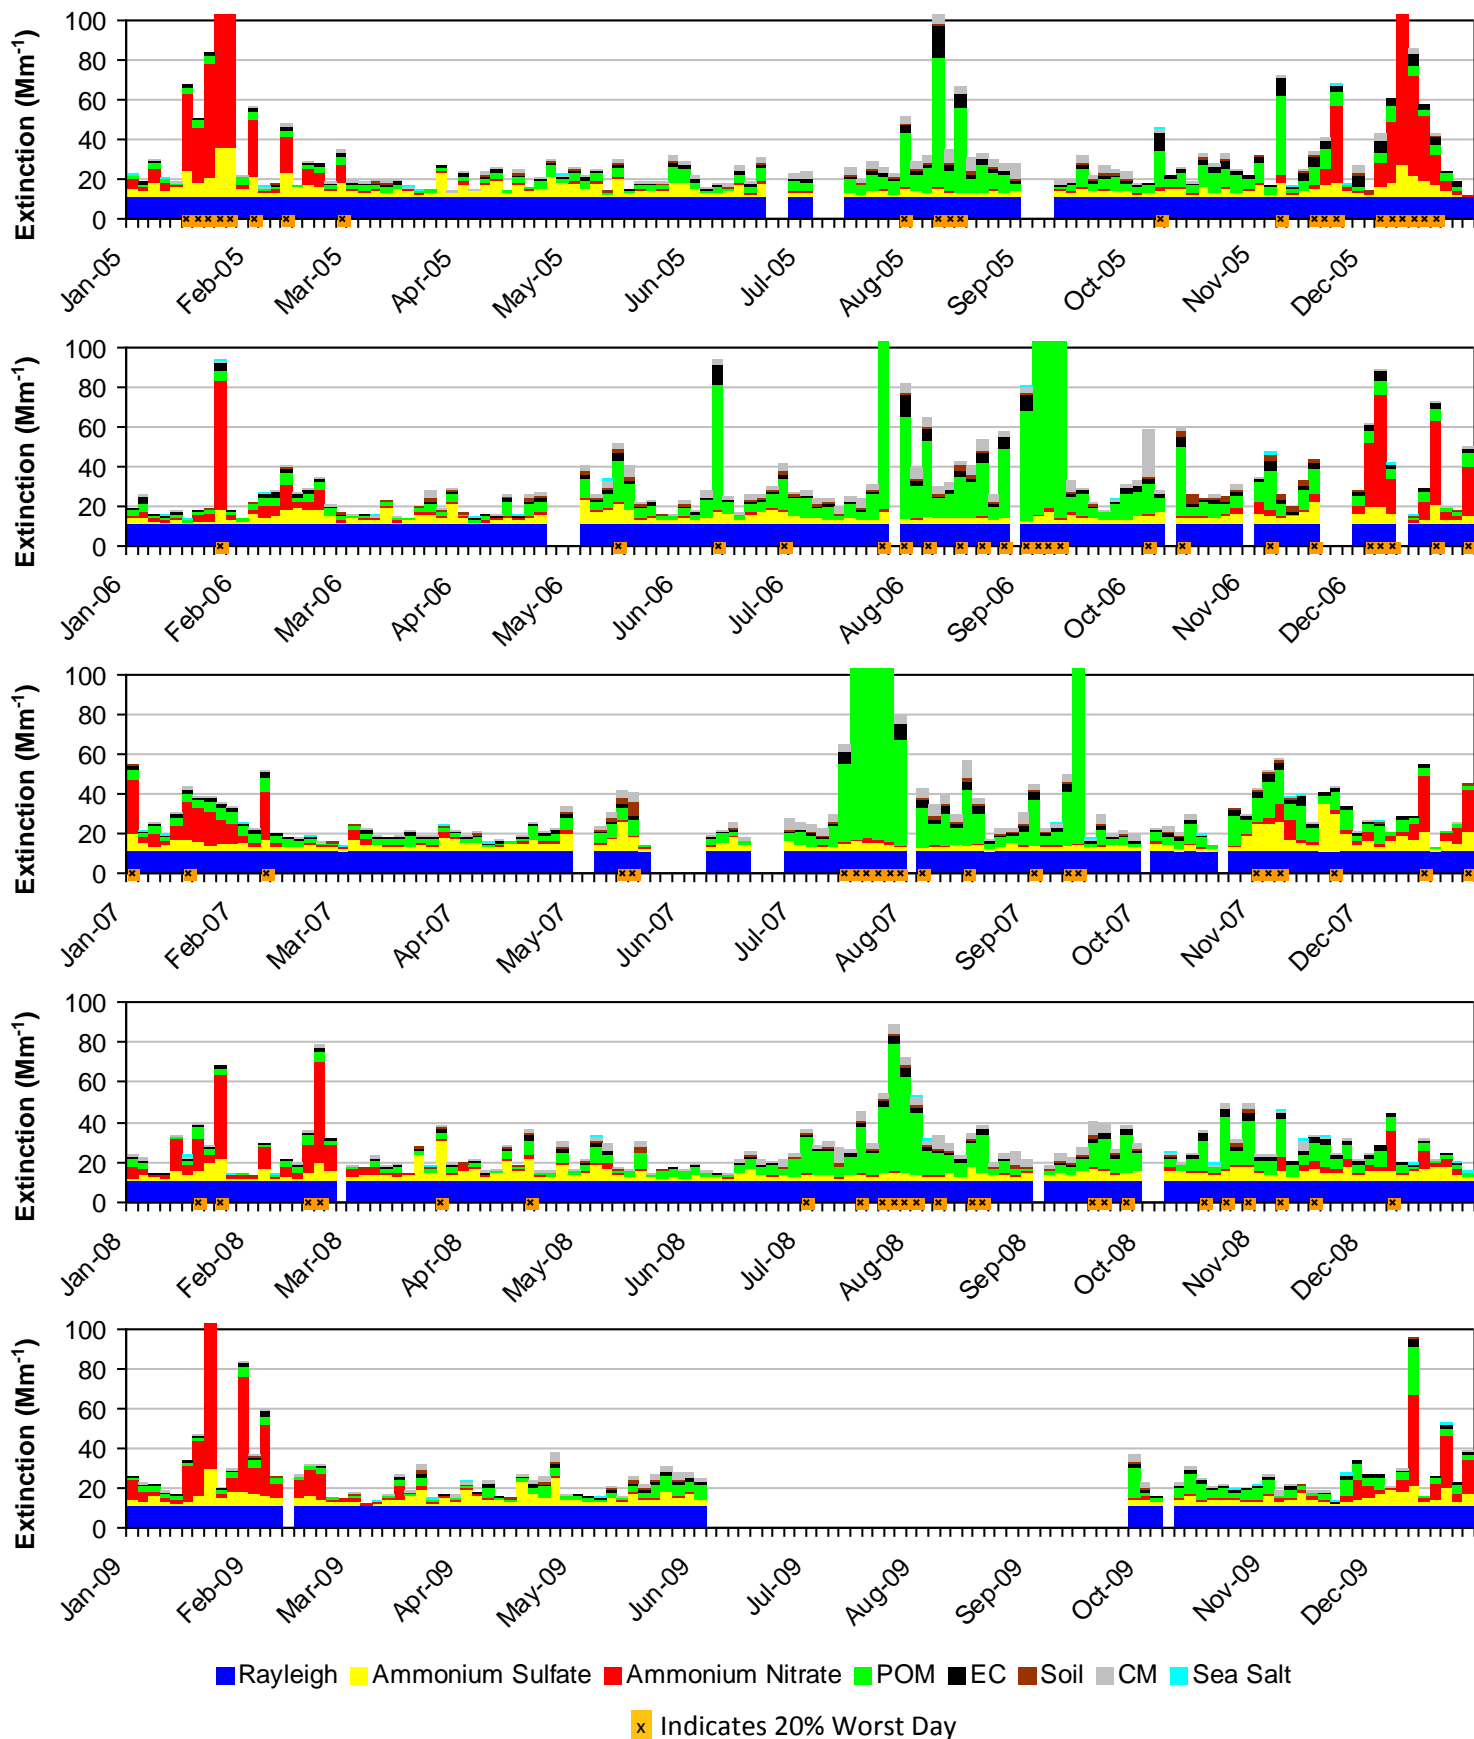 Extinction (Mm-1)
100
80
60
40
20
0
Jan-05 Feb-05 Mar-05 Apr-05 May-05 Jun-05 Jul-05 Aug-05 Sep-05 Oct-05 Nov-05 Dec-05
Extinction (Mm-1)
100
80
60
40
20
0
Jan-06 Feb-06 Mar-06 Apr-06 May-06 Jun-06 Jul-06 Aug-06 Sep-06 Oct-06 Nov-06 Dec-06
Extinction (Mm-1)
100
80
60
40
20
0
Jan-07 Feb-07 Mar-07 Apr-07 May-07 Jun-07 Jul-07 Aug-07 Sep-07 Oct-07 Nov-07 Dec-07
Extinction (Mm-1)
100
80
60
40
20
0
Jan-08 Feb-08 Mar-08 Apr-08 May-08 Jun-08 Jul-08 Aug-08 Sep-08 Oct-08 Nov-08 Dec-08
Extinction (Mm-1)
100
80
60
40
20
0
Jan-09 Feb-09 Mar-09 Apr-09 May-09 Jun-09 Jul-09 Aug-09 Sep-09 Oct-09 Nov-09 Dec-09
Rayleigh Ammonium Sulfate Ammonium Nitrate POM EC Soil CM Sea Salt
x Indicates 20% Worst Day